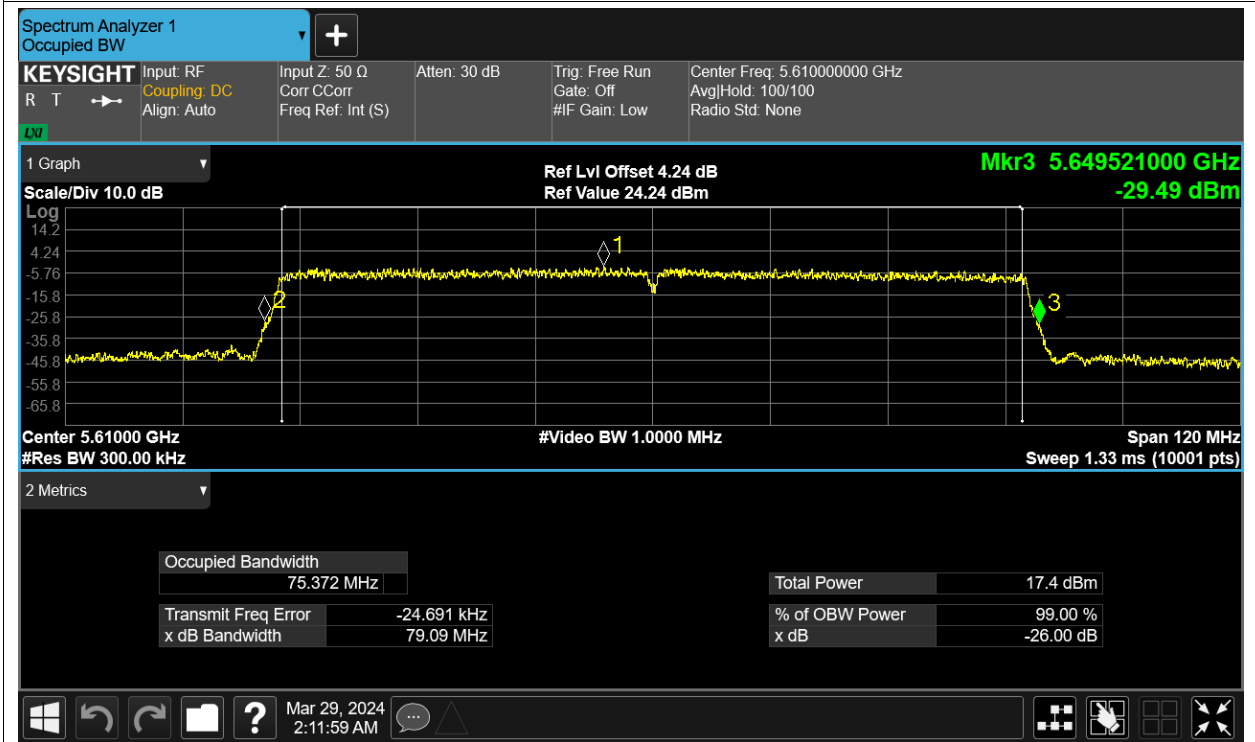 Spectrum Analyzer 1
Occupied BW
KEYSIGHT
R T
LXI
Input: RF
Coupling: DC
Align: Auto
Input Z: 50 Ω
Corr CCorr
Freq Ref: Int (S)
Atten: 30 dB
Trig: Free Run
Gate: Off
#IF Gain: Low
Center Freq: 5.610000000 GHz
Avg|Hold: 100/100
Radio Std: None
1 Graph
Scale/Div 10.0 dB
Ref Lvl Offset 4.24 dB
Ref Value 24.24 dBm
Mkr3 5.649521000 GHz
-29.49 dBm
Log
14.2
4.24
-5.76
-15.8
-25.8
-35.8
-45.8
-55.8
-65.8
1
2
3
Center 5.61000 GHz
#Video BW 1.0000 MHz
Span 120 MHz
#Res BW 300.00 kHz
Sweep 1.33 ms (10001 pts)
2 Metrics
Occupied Bandwidth
75.372 MHz
Transmit Freq Error -24.691 kHz
x dB Bandwidth 79.09 MHz
Total Power 17.4 dBm
% of OBW Power 99.00 %
x dB -26.00 dB
?
Mar 29, 2024
2:11:59 AM